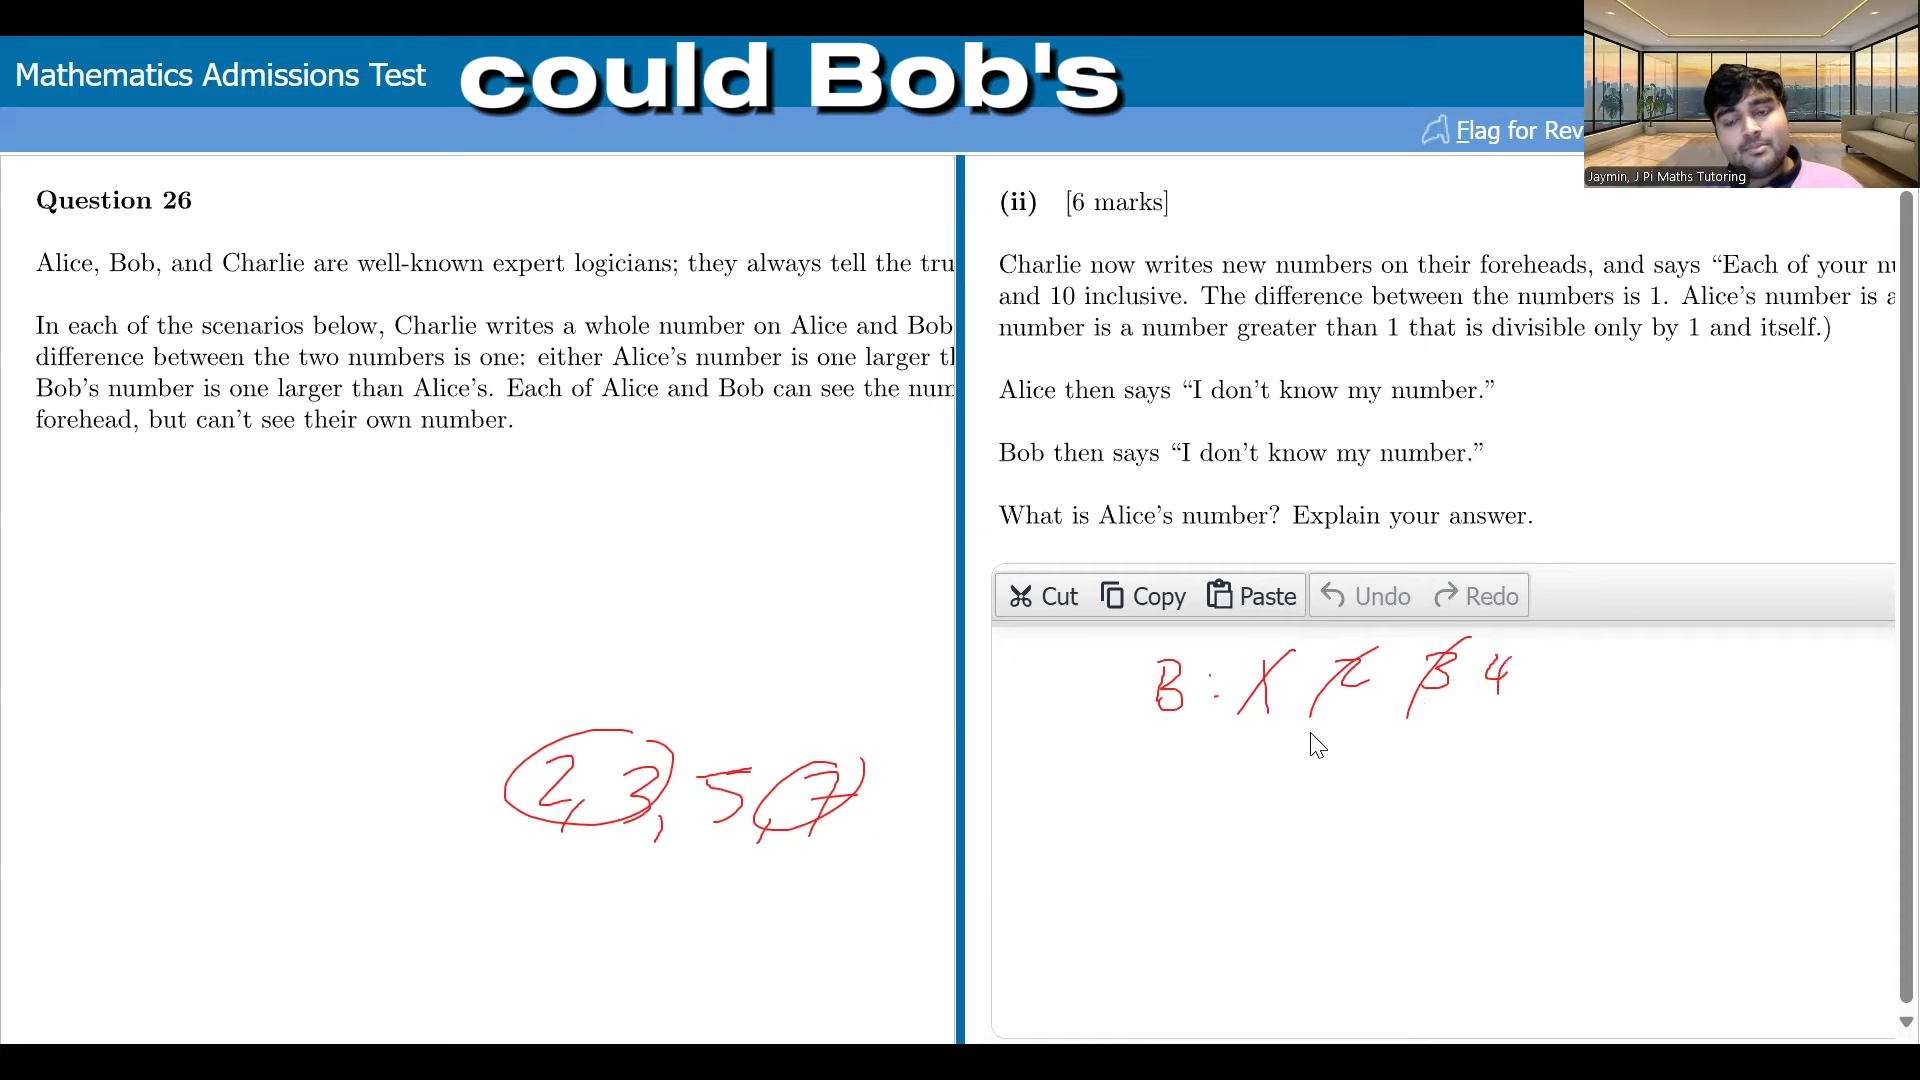 Mathematics Admissions Test
could Bob's
Flag for Rev
Jaymin, J Pi Maths Tutoring
Question 26
Alice, Bob, and Charlie are well-known expert logicians; they always tell the tru
In each of the scenarios below, Charlie writes a whole number on Alice and Bob
difference between the two numbers is one: either Alice's number is one larger tl
Bob's number is one larger than Alice's. Each of Alice and Bob can see the num
forehead, but can't see their own number.
2, 3, 5, 7
(ii) [6 marks]
Charlie now writes new numbers on their foreheads, and says “Each of your nu
and 10 inclusive. The difference between the numbers is 1. Alice's number is a
number is a number greater than 1 that is divisible only by 1 and itself.)
Alice then says “I don't know my number.”
Bob then says “I don't know my number.”
What is Alice's number? Explain your answer.
Cut Copy Paste Undo Redo
B : 1 2 3 4